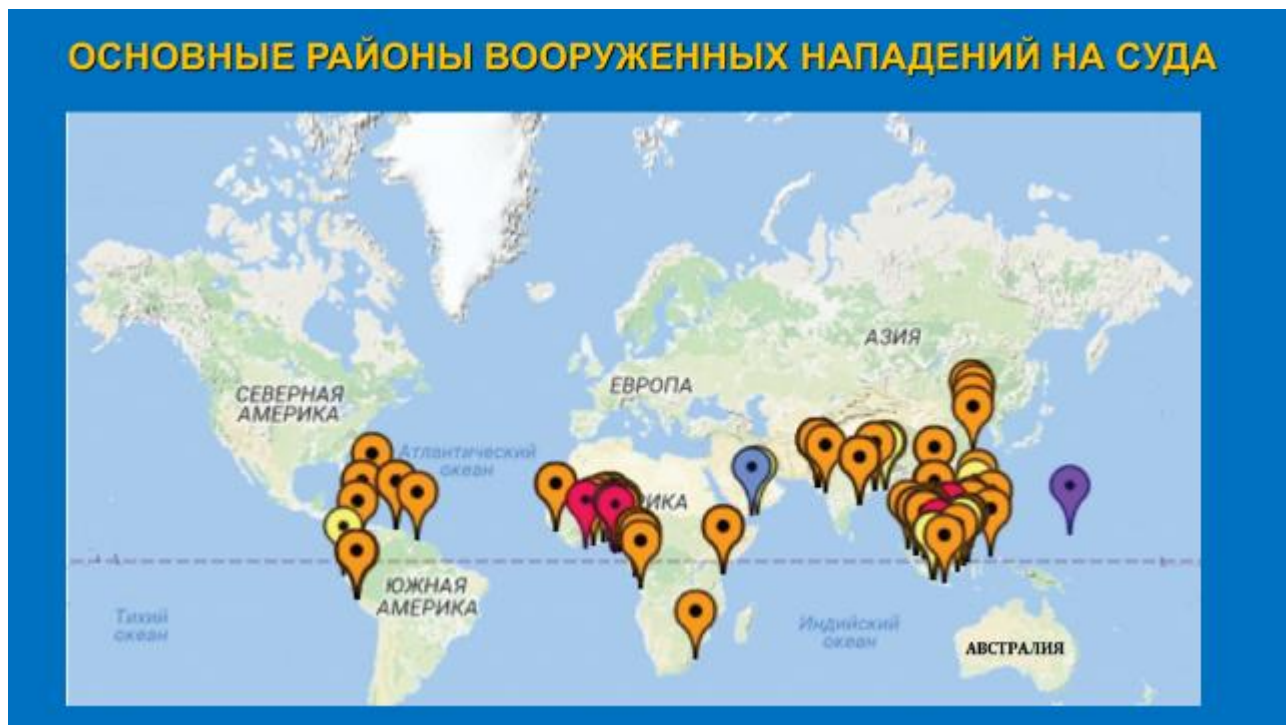 ОСНОВНЫЕ РАЙОНЫ ВООРУЖЕННЫХ НАПАДЕНИЙ НА СУДА
АЗИЯ
ЕВРОПА
СЕВЕРНАЯ
АМЕРИКА
Атлантический
океан
РИКА
ЮЖНАЯ
АМЕРИКА
Тихий
океан
Индийский
океан
АВСТРАЛИЯ